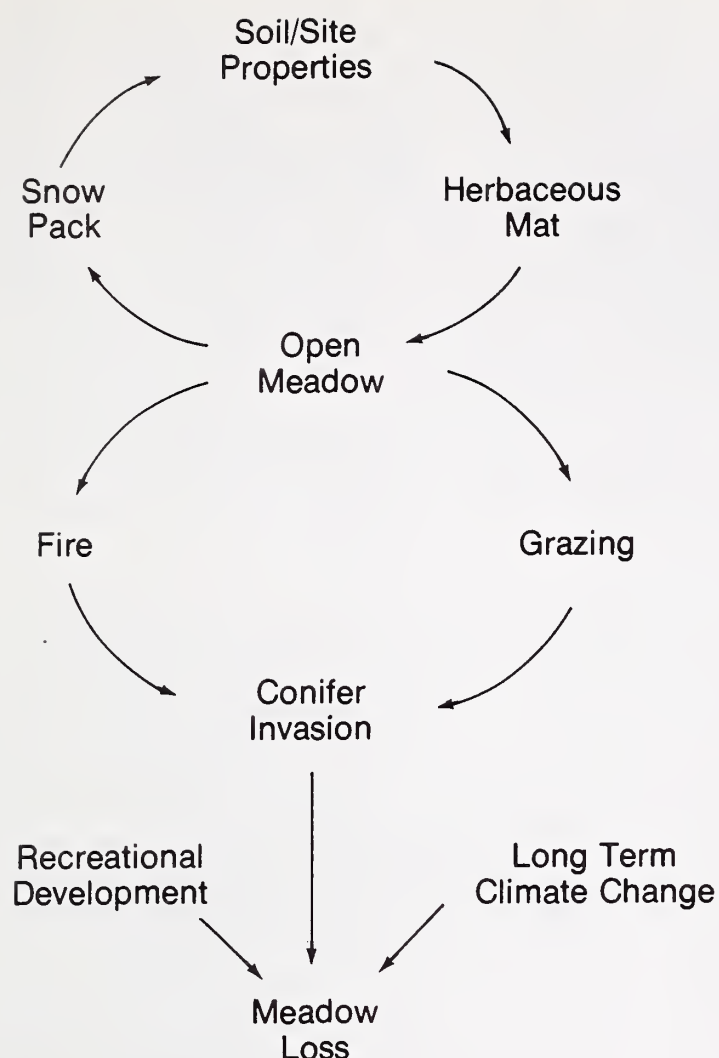 Soil/Site
Properties
Snow
Pack
Herbaceous
Mat
Open
Meadow
Fire
Grazing
Conifer
Invasion
Recreational
Development
Long Term
Climate Change
Meadow
Loss